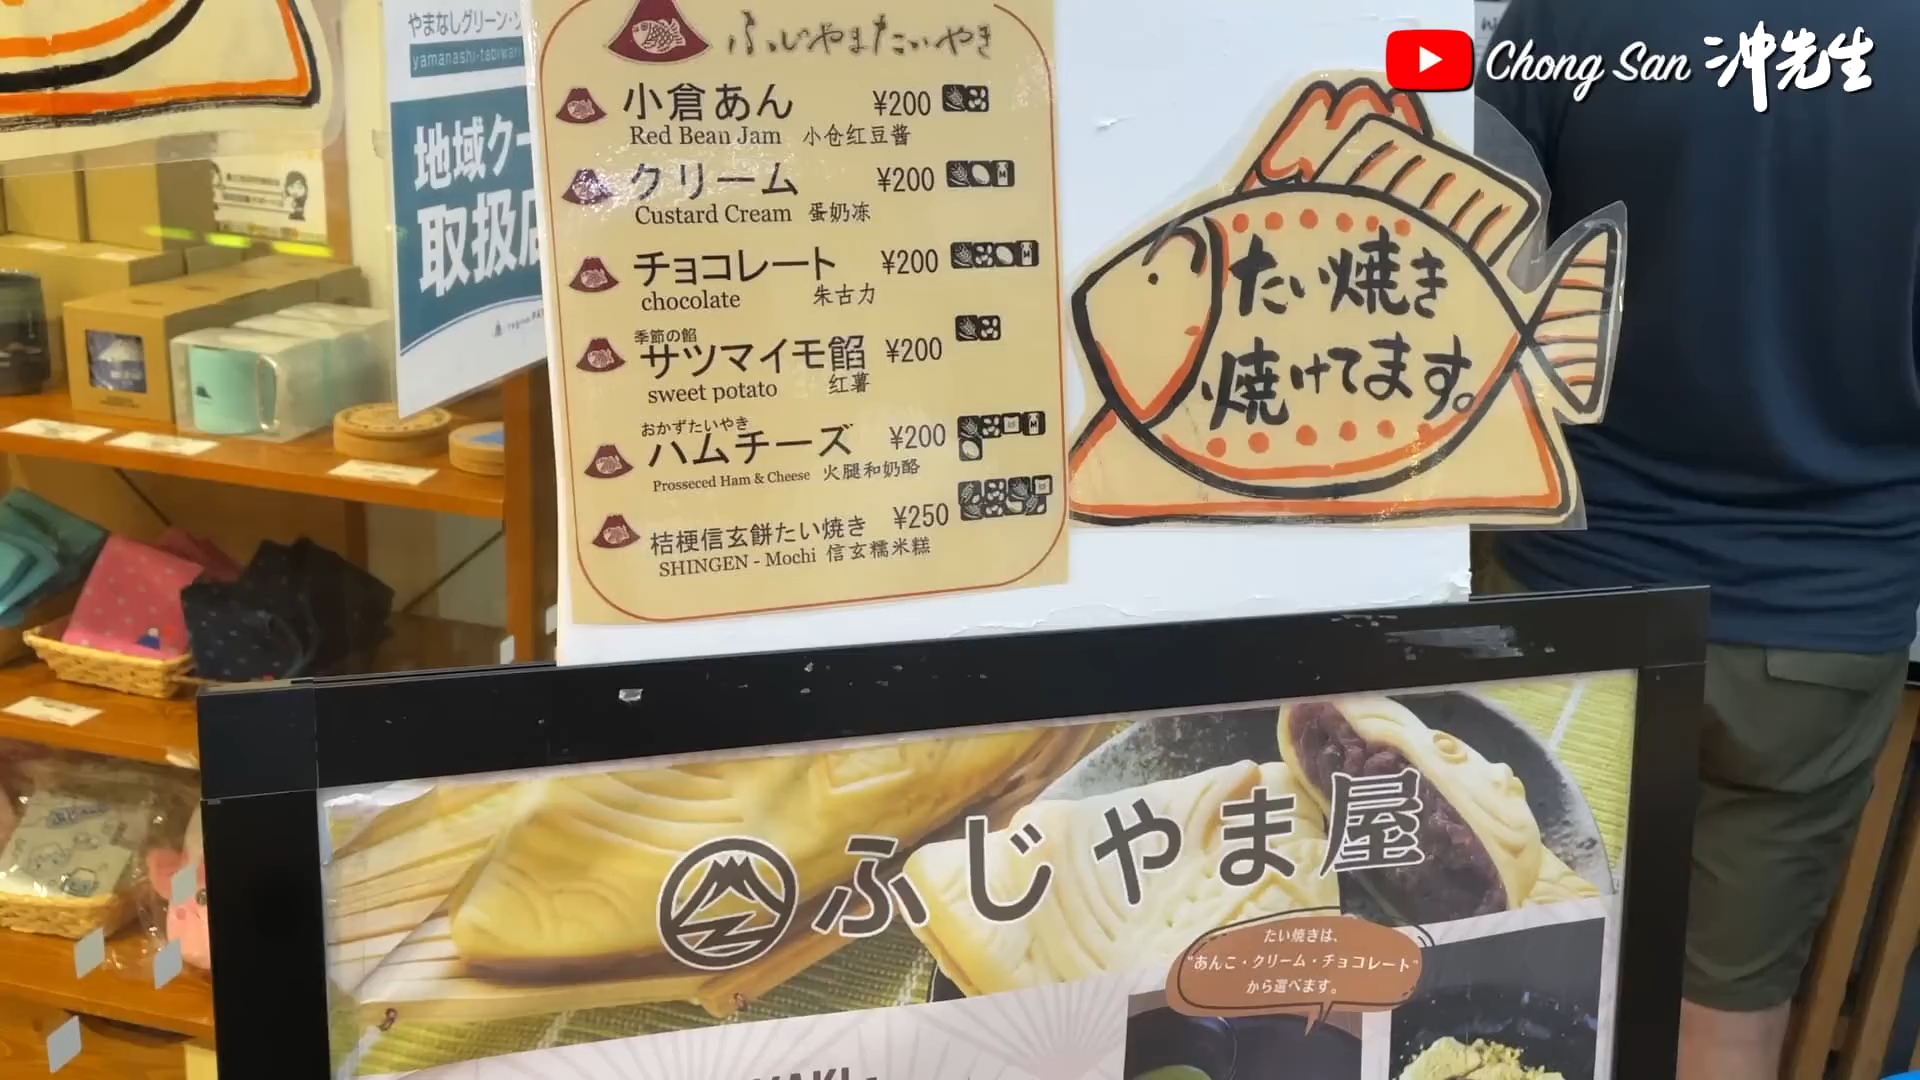 Chong San 沖先生
やまなしグリーン・ゾ
yamanashi-tabiwari
地域クー
取扱店
ふじやまたいやき
小倉あん ¥200
Red Bean Jam 小仓红豆酱
クリーム ¥200
Custard Cream 蛋奶冻
チョコレート ¥200
chocolate 朱古力
季節の餡
サツマイモ餡 ¥200
sweet potato 红薯
おかずたいやき
ハムチーズ ¥200
Prosseced Ham & Cheese 火腿和奶酪
桔梗信玄餅たい焼き ¥250
SHINGEN - Mochi 信玄糯米糕
たい焼き
焼けてます。
ふじやま屋
たい焼きは、
"あんこ・クリーム・チョコレート"
から選べます。